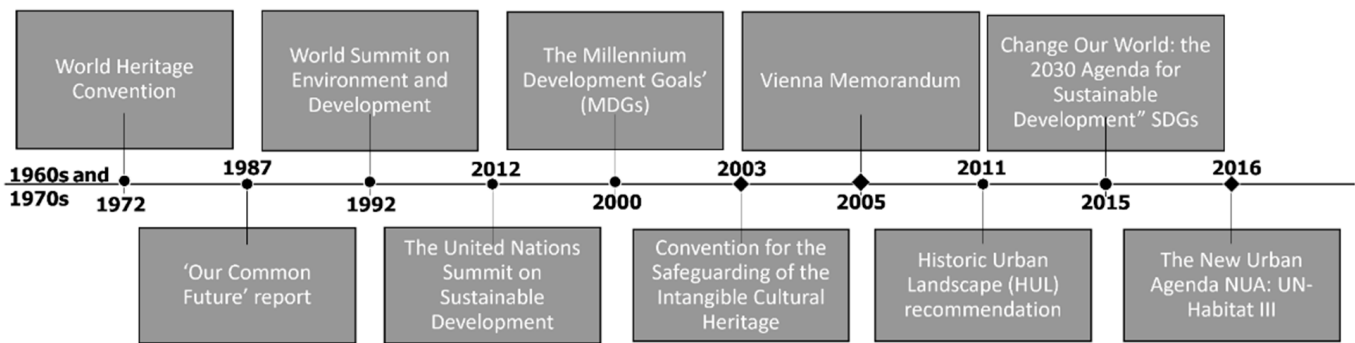 World Heritage
Convention
World Summit on
Environment and
Development
The Millennium
Development Goals’
(MDGs)
Vienna Memorandum
Change Our World: the
2030 Agenda for
Sustainable
Development” SDGs
1960s and
1970s
1972
1987
1992
2012
2000
2003
2005
2011
2015
2016
‘Our Common
Future’ report
The United Nations
Summit on
Sustainable
Development
Convention for the
Safeguarding of the
Intangible Cultural
Heritage
Historic Urban
Landscape (HUL)
recommendation
The New Urban
Agenda NUA: UN-
Habitat III